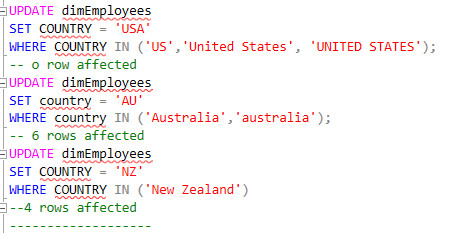 UPDATE dimEmployees
SET COUNTRY = 'USA'
WHERE COUNTRY IN ('US','United States', 'UNITED STATES');
-- o row affected
UPDATE dimEmployees
SET country = 'AU'
WHERE country IN ('Australia','australia');
-- 6 rows affected
UPDATE dimEmployees
SET COUNTRY = 'NZ'
WHERE COUNTRY IN ('New Zealand')
--4 rows affected
-------------------